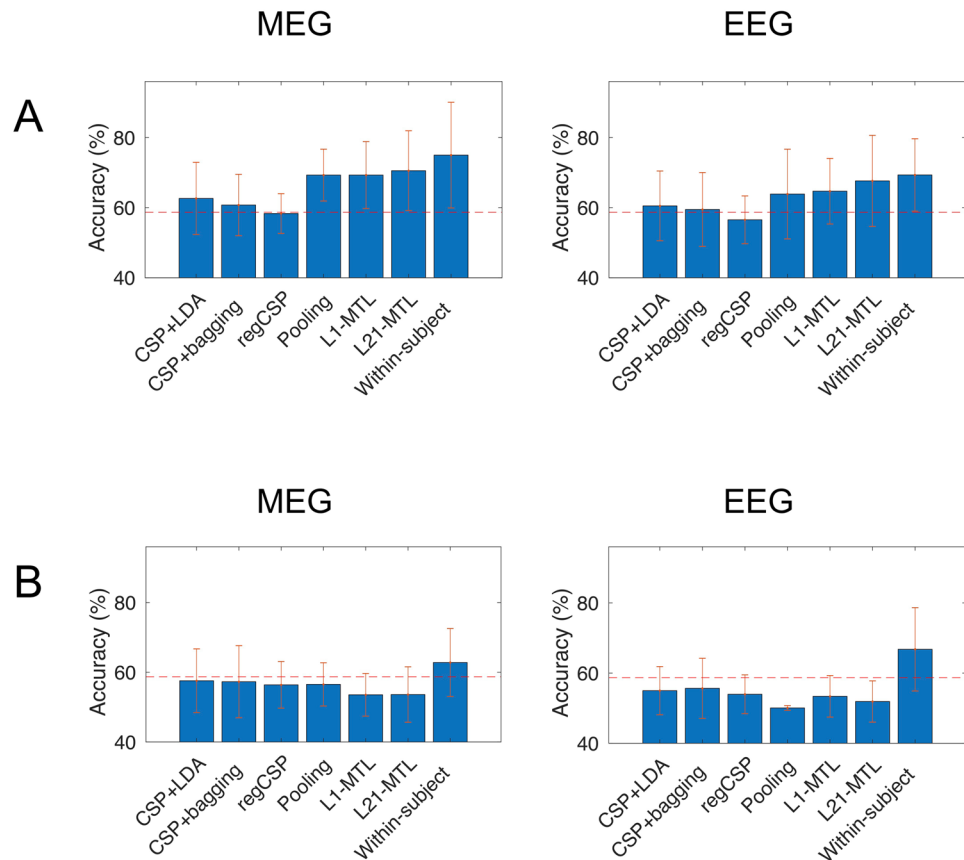 MEG
EEG
A
Accuracy (%)
80
60
40
CSP+LDA
CSP+bagging
regCSP
Pooling
L1-MTL
L21-MTL
Within-subject
Accuracy (%)
80
60
40
CSP+LDA
CSP+bagging
regCSP
Pooling
L1-MTL
L21-MTL
Within-subject
MEG
EEG
B
Accuracy (%)
80
60
40
CSP+LDA
CSP+bagging
regCSP
Pooling
L1-MTL
L21-MTL
Within-subject
Accuracy (%)
80
60
40
CSP+LDA
CSP+bagging
regCSP
Pooling
L1-MTL
L21-MTL
Within-subject